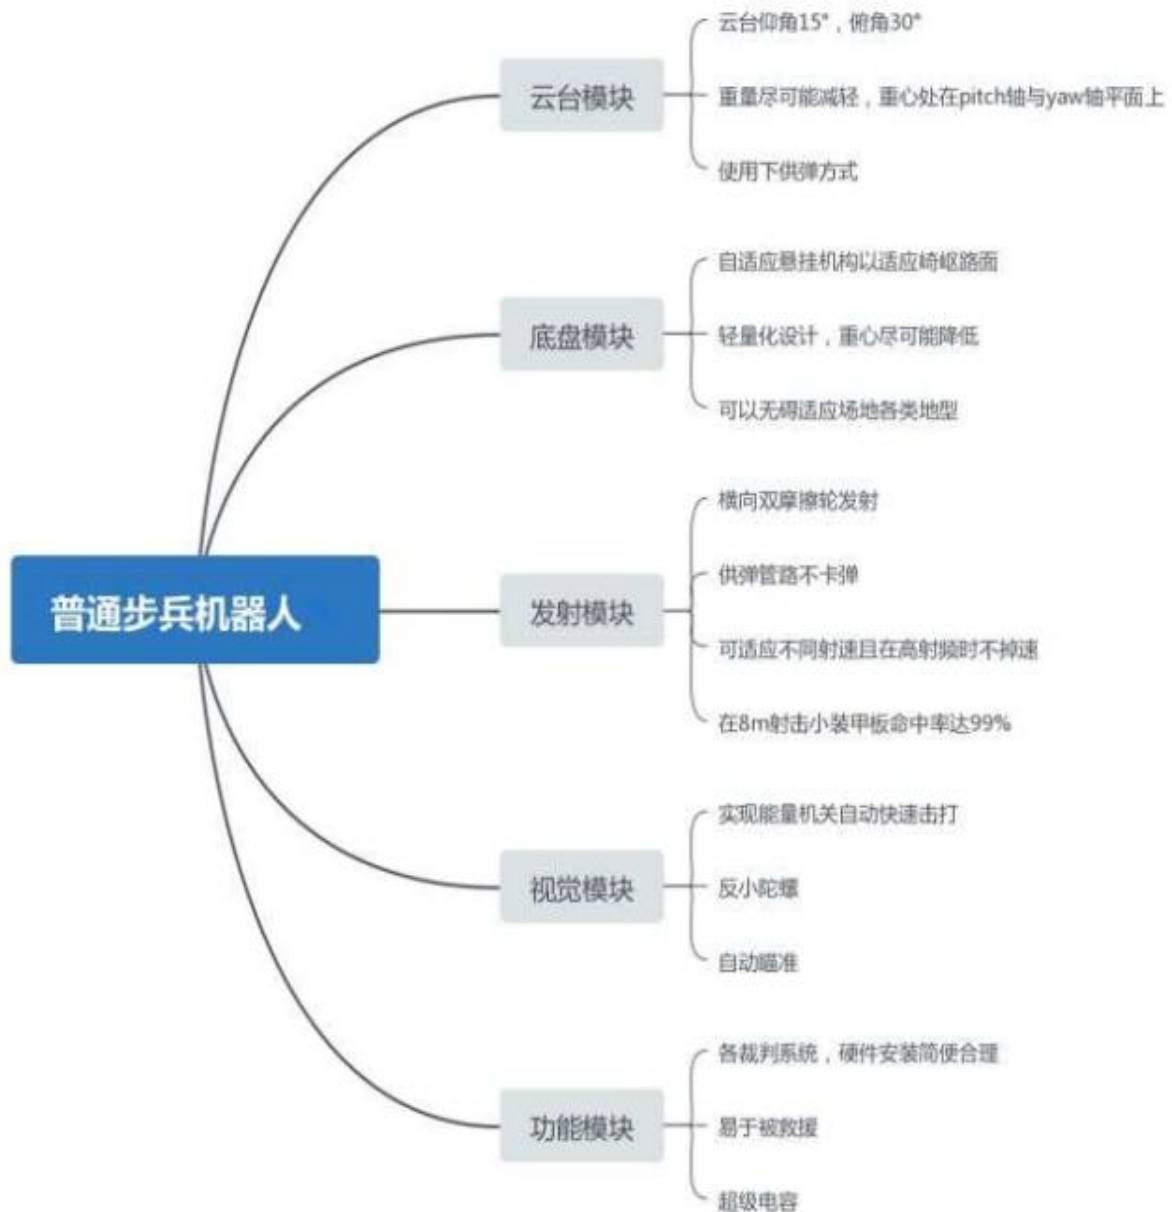 云台仰角15°，俯角30°
云台模块
重量尽可能减轻，重心处在pitch轴与yaw轴平面上
使用下供弹方式
自适应悬挂机构以适应崎岖路面
底盘模块
轻量化设计，重心尽可能降低
可以无碍适应场地各类地型
横向双摩擦轮发射
供弹管路不卡弹
普通步兵机器人
发射模块
可适应不同射速且在高射频时不掉速
在8m射击小装甲板命中率达99%
实现能量机关自动快速击打
视觉模块
反小陀螺
自动瞄准
各裁判系统，硬件安装简便合理
功能模块
易于被救援
超级电容